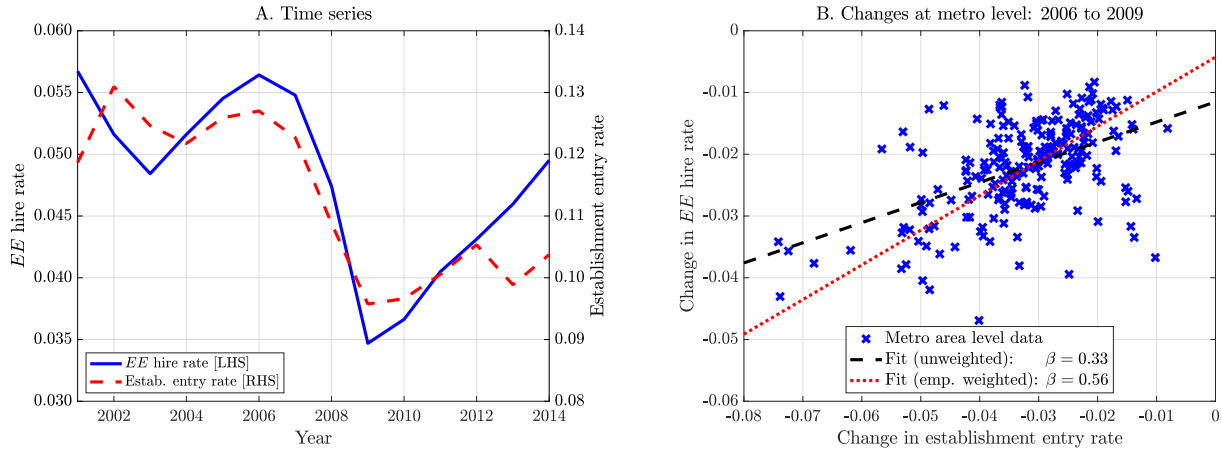 A. Time series
0.060
0.055
0.050
0.045
0.040
0.035
0.030
EE hire rate
0.14
0.13
0.12
0.11
0.10
0.09
0.08
Establishment entry rate
EE hire rate [LHS]
Estab. entry rate [RHS]
2002 2004 2006 2008 2010 2012 2014
Year
B. Changes at metro level: 2006 to 2009
0
-0.01
-0.02
-0.03
-0.04
-0.05
-0.06
Change in EE hire rate
Metro area level data
Fit (unweighted): β = 0.33
Fit (emp. weighted): β = 0.56
-0.08 -0.07 -0.06 -0.05 -0.04 -0.03 -0.02 -0.01 0
Change in establishment entry rate